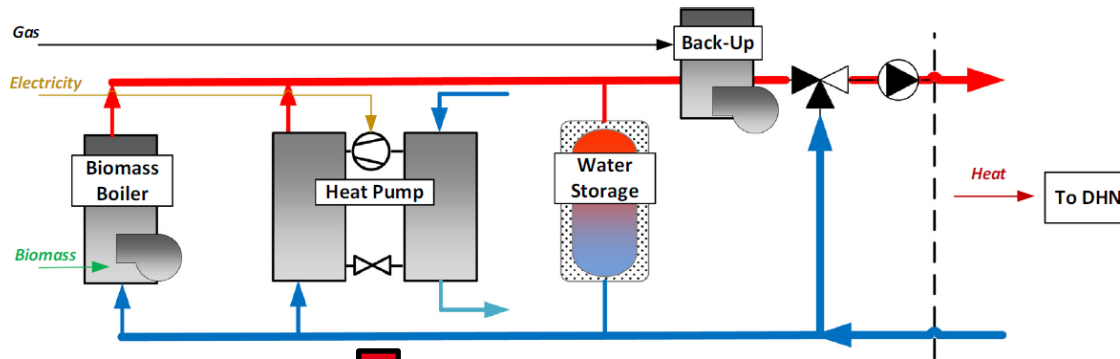 Gas
Back-Up
Electricity
Biomass
Boiler
Heat Pump
Water
Storage
Heat
To DHN
Biomass